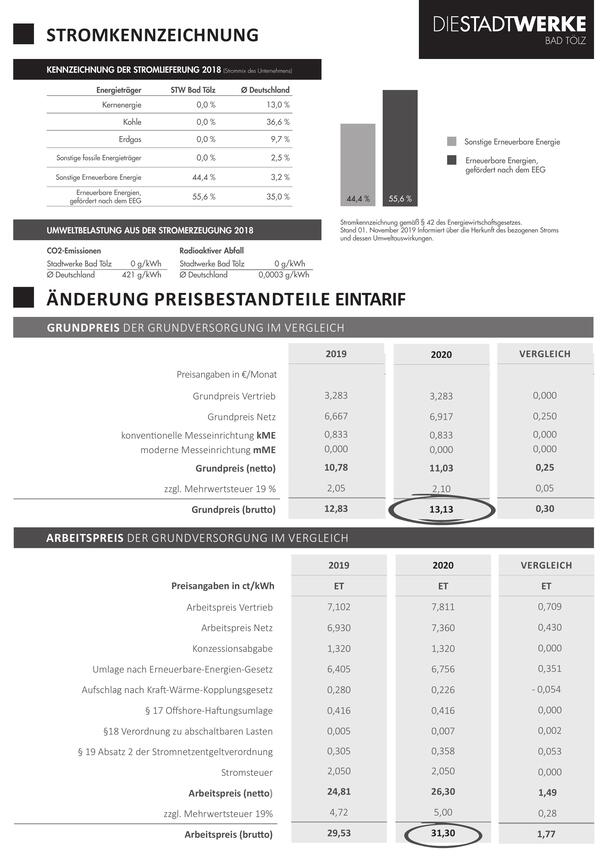 STROMKENNZEICHNUNG
DIESTADTWERKE
BAD TÖLZ
KENNZEICHNUNG DER STROMLIEFERUNG 2018 (Strommix des Unternehmens)
Energieträger STW Bad Tölz Ø Deutschland
Kernenergie 0,0 % 13,0 %
Kohle 0,0 % 36,6 %
Erdgas 0,0 % 9,7 %
Sonstige fossile Energieträger 0,0 % 2,5 %
Sonstige Erneuerbare Energie 44,4 % 3,2 %
Erneuerbare Energien,
gefördert nach dem EEG 55,6 % 35,0 %
44,4 % 55,6 %
Sonstige Erneuerbare Energie
Erneuerbare Energien,
gefördert nach dem EEG
Stromkennzeichnung gemäß § 42 des Energiewirtschaftsgesetzes.
Stand 01. November 2019 Informiert über die Herkunft des bezogenen Stroms
und dessen Umweltauswirkungen.
UMWELTBELASTUNG AUS DER STROMERZEUGUNG 2018
CO2-Emissionen Radioaktiver Abfall
Stadtwerke Bad Tölz 0 g/kWh Stadtwerke Bad Tölz 0 g/kWh
Ø Deutschland 421 g/kWh Ø Deutschland 0,0003 g/kWh
ÄNDERUNG PREISBESTANDTEILE EINTARIF
GRUNDPREIS DER GRUNDVERSORGUNG IM VERGLEICH
2019 2020 VERGLEICH
Preisangaben in €/Monat
Grundpreis Vertrieb 3,283 3,283 0,000
Grundpreis Netz 6,667 6,917 0,250
konventionelle Messeinrichtung kME 0,833 0,833 0,000
moderne Messeinrichtung mME 0,000 0,000 0,000
Grundpreis (netto) 10,78 11,03 0,25
zzgl. Mehrwertsteuer 19 % 2,05 2,10 0,05
Grundpreis (brutto) 12,83 13,13 0,30
ARBEITSPREIS DER GRUNDVERSORGUNG IM VERGLEICH
2019 2020 VERGLEICH
Preisangaben in ct/kWh ET ET ET
Arbeitspreis Vertrieb 7,102 7,811 0,709
Arbeitspreis Netz 6,930 7,360 0,430
Konzessionsabgabe 1,320 1,320 0,000
Umlage nach Erneuerbare-Energien-Gesetz 6,405 6,756 0,351
Aufschlag nach Kraft-Wärme-Kopplungsgesetz 0,280 0,226 - 0,054
§ 17 Offshore-Haftungsumlage 0,416 0,416 0,000
§18 Verordnung zu abschaltbaren Lasten 0,005 0,007 0,002
§ 19 Absatz 2 der Stromnetzentgeltverordnung 0,305 0,358 0,053
Stromsteuer 2,050 2,050 0,000
Arbeitspreis (netto) 24,81 26,30 1,49
zzgl. Mehrwertsteuer 19% 4,72 5,00 0,28
Arbeitspreis (brutto) 29,53 31,30 1,77